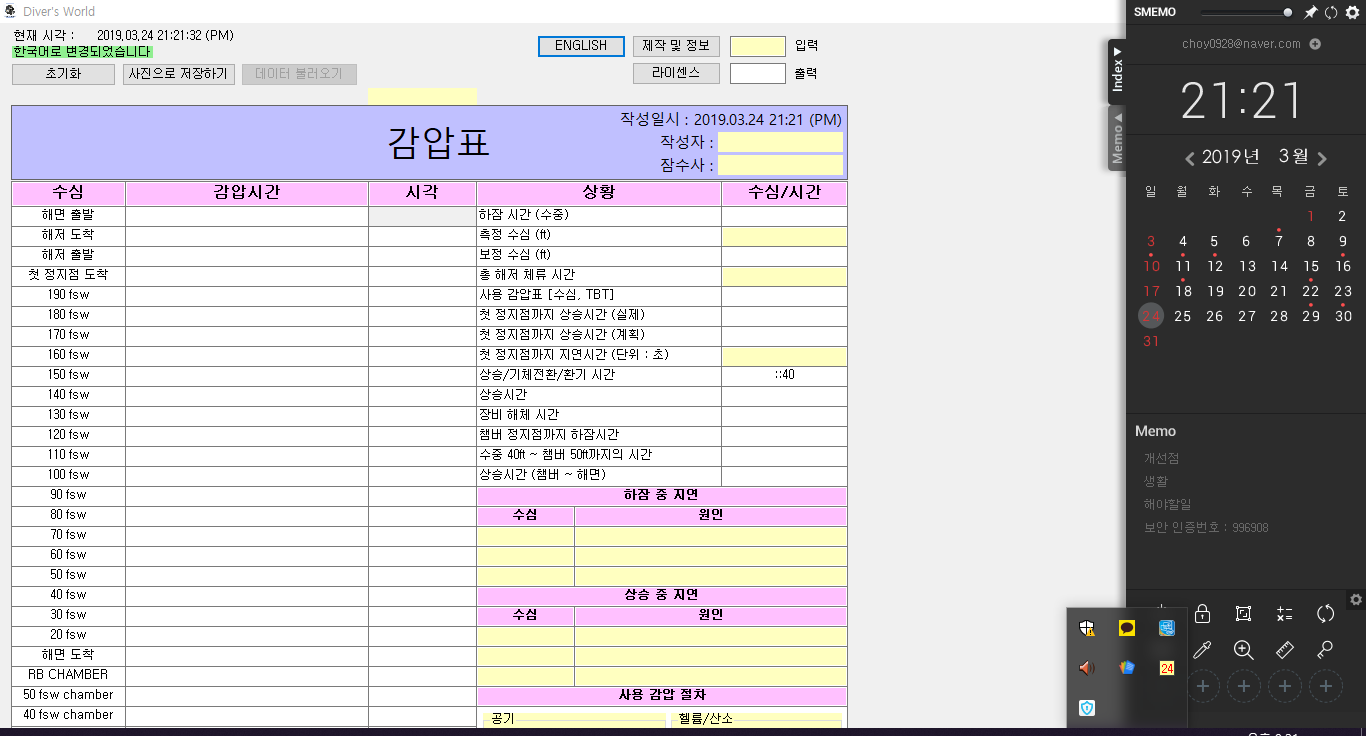 Diver's World
현재 시각 : 2019.03.24 21:21:32 (PM)
한국어로 변경되었습니다
초기화 사진으로 저장하기 데이터 불러오기
ENGLISH 제작 및 정보 입력
라이센스 출력
감압표
작성일시 : 2019.03.24 21:21 (PM)
작성자 :
잠수사 :
수심 감압시간 시각 상황 수심/시간
해면 출발 하잠 시간 (수중)
해저 도착 측정 수심 (ft)
해저 출발 보정 수심 (ft)
첫 정지점 도착 총 해저 체류 시간
190 fsw 사용 감압표 [수심, TBT]
180 fsw 첫 정지점까지 상승시간 (실제)
170 fsw 첫 정지점까지 상승시간 (계획)
160 fsw 첫 정지점까지 지연시간 (단위 : 초)
150 fsw 상승/기체전환/환기 시간 ::40
140 fsw 상승시간
130 fsw 장비 해체 시간
120 fsw 챔버 정지점까지 하잠시간
110 fsw 수중 40ft ~ 챔버 50ft까지의 시간
100 fsw 상승시간 (챔버 ~ 해면)
90 fsw 하잠 중 지연
80 fsw 수심 원인
70 fsw
60 fsw
50 fsw
40 fsw 상승 중 지연
30 fsw 수심 원인
20 fsw
해면 도착
RB CHAMBER
50 fsw chamber 사용 감압 절차
40 fsw chamber 공기 헬륨/산소
SMEMO
choy0928@naver.com
Index
Memo
21:21
2019년 3월
일 월 화 수 목 금 토
1 2
3 4 5 6 7 8 9
10 11 12 13 14 15 16
17 18 19 20 21 22 23
24 25 26 27 28 29 30
31
Memo
개선점
생활
해야할일
보안 인증번호 : 996908
24